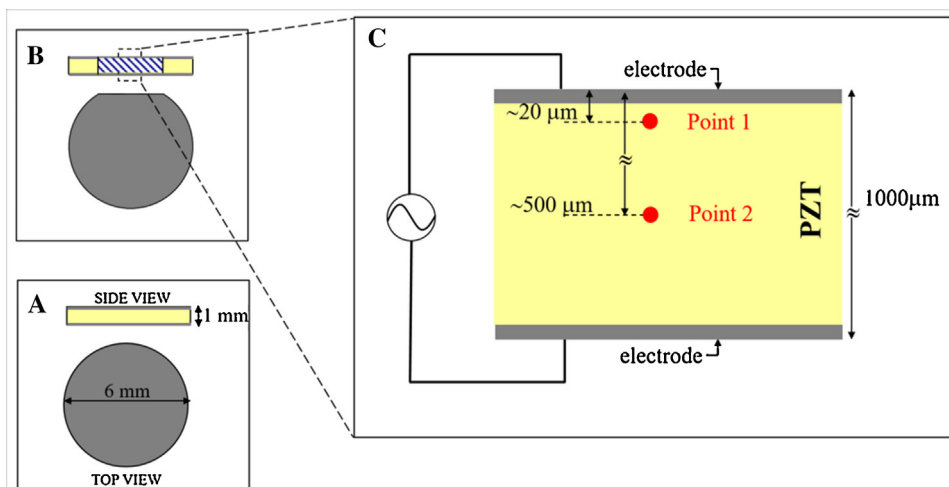 B
A
SIDE VIEW
1 mm
6 mm
TOP VIEW
C
electrode
~20 μm
Point 1
~500 μm
Point 2
PZT
1000μm
electrode